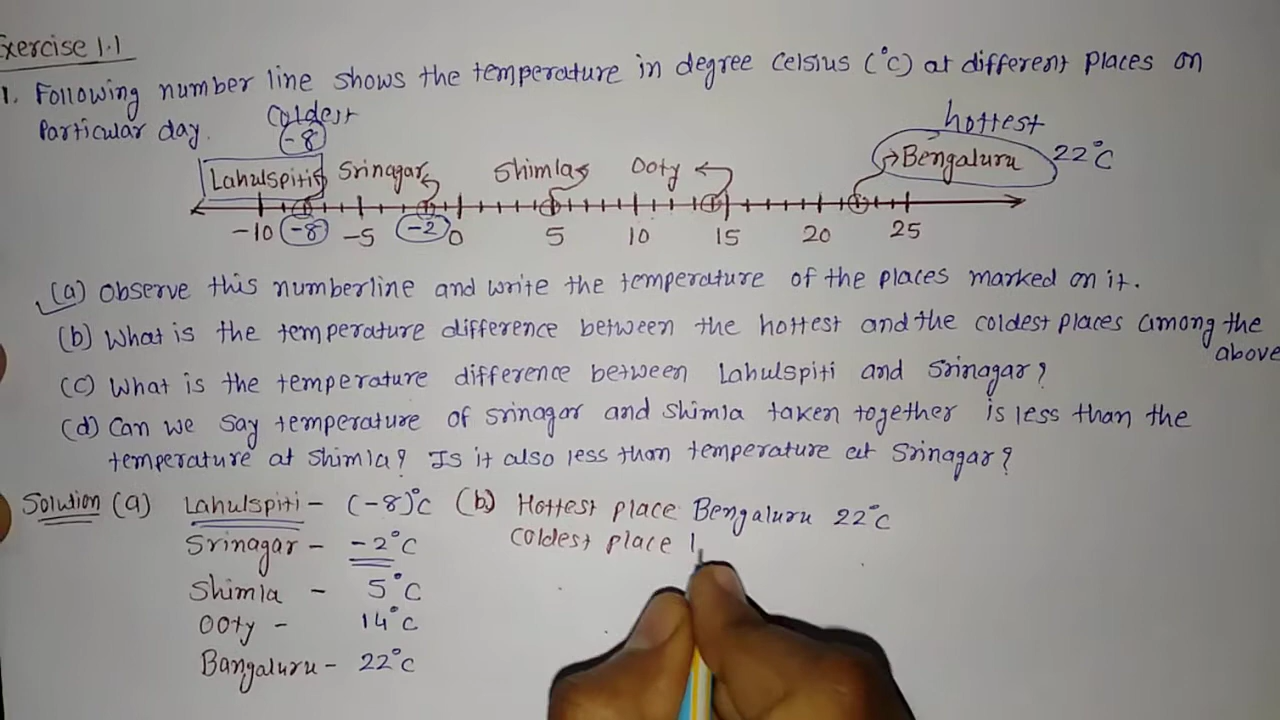 Exercise 1.1
1. Following number line shows the temperature in degree celsius (°C) at different places on
Particular day.
Coldest
-8
hottest
Lahulspiti Srinagar Shimla Ooty Bengaluru 22°C
-10 -8 -5 -2 0 5 10 15 20 25
(a) Observe this numberline and write the temperature of the places marked on it.
(b) What is the temperature difference between the hottest and the coldest places among the
above
(c) What is the temperature difference between Lahulspiti and Srinagar?
(d) Can we say temperature of srinagar and shimla taken together is less than the
temperature at shimla? Is it also less than temperature at Srinagar?
Solution (a) Lahulspiti - (-8)°C (b) Hottest place Bengaluru 22°C
Srinagar - -2°C Coldest place l
Shimla - 5°C
Ooty - 14°C
Bangaluru - 22°C